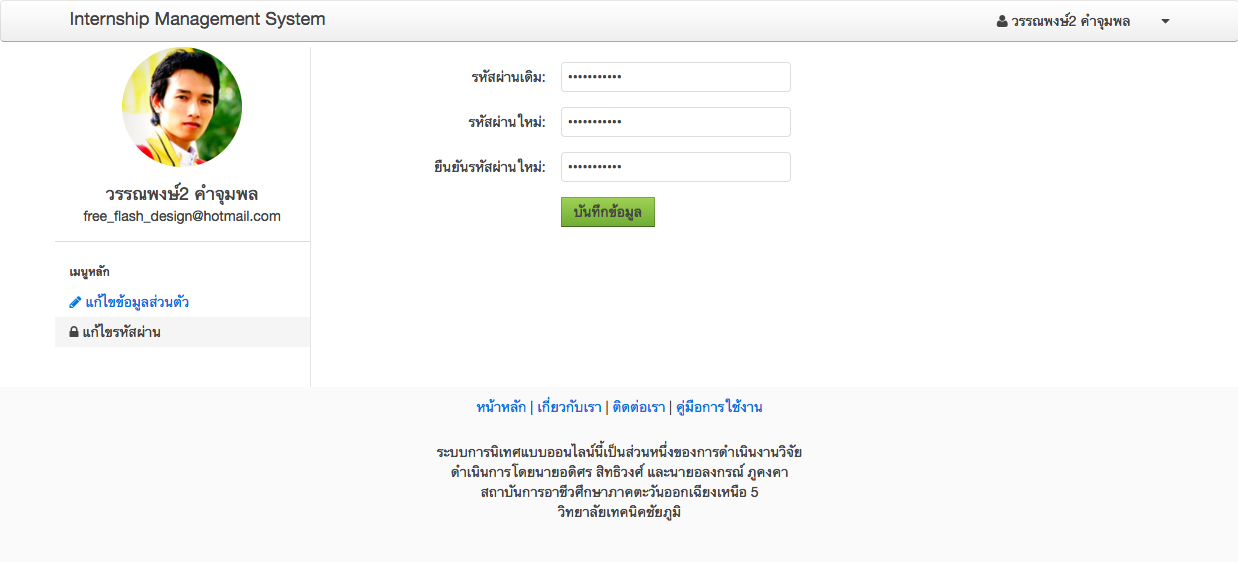 Internship Management System
วรรณพงษ์2 คำจุมพล
รหัสผ่านเดิม: •••••••••••
รหัสผ่านใหม่: •••••••••••
ยืนยันรหัสผ่านใหม่: •••••••••••
บันทึกข้อมูล
วรรณพงษ์2 คำจุมพล
free_flash_design@hotmail.com
เมนูหลัก
แก้ไขข้อมูลส่วนตัว
แก้ไขรหัสผ่าน
หน้าหลัก | เกี่ยวกับเรา | ติดต่อเรา | คู่มือการใช้งาน
ระบบการนิเทศแบบออนไลน์นี้เป็นส่วนหนึ่งของการดำเนินงานวิจัย
ดำเนินการโดยนายอดิศร สิทธิวงศ์ และนายอลงกรณ์ ภูคงคา
สถาบันการอาชีวศึกษาภาคตะวันออกเฉียงเหนือ 5
วิทยาลัยเทคนิคชัยภูมิ